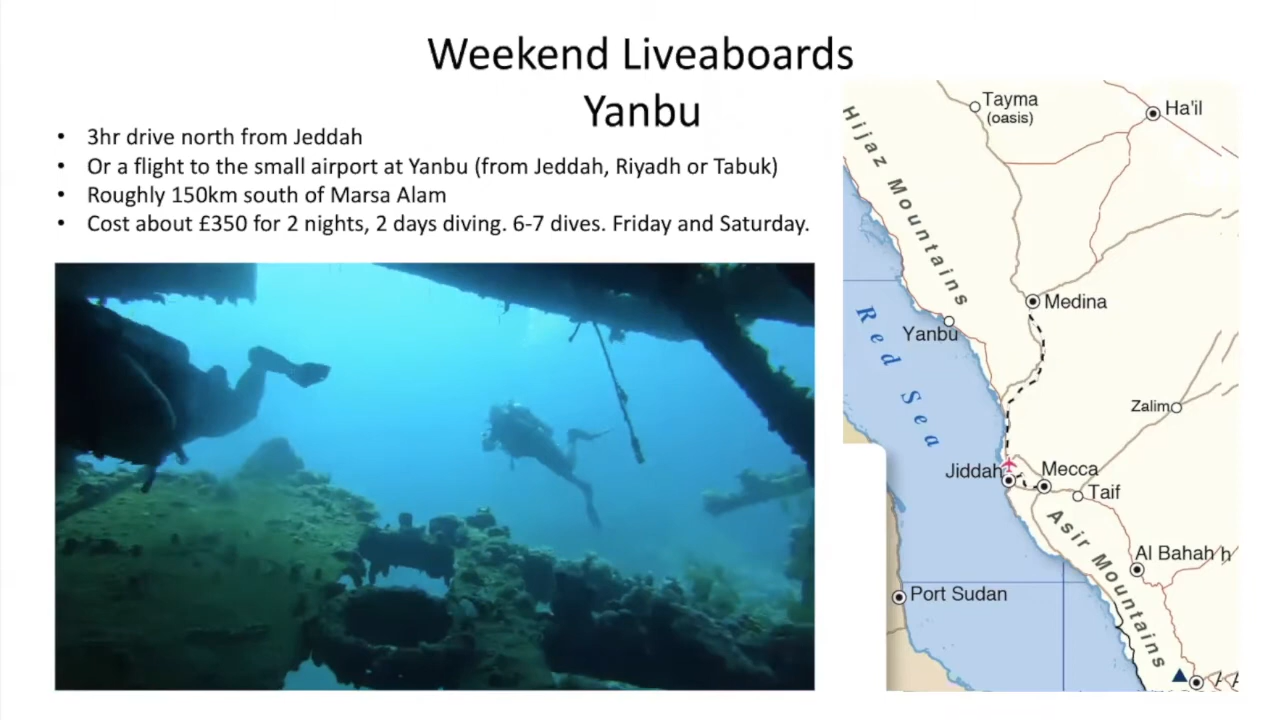 Weekend Liveaboards
Yanbu
• 3hr drive north from Jeddah
• Or a flight to the small airport at Yanbu (from Jeddah, Riyadh or Tabuk)
• Roughly 150km south of Marsa Alam
• Cost about £350 for 2 nights, 2 days diving. 6-7 dives. Friday and Saturday.
Tayma
(oasis)
Ha'il
Hijaz Mountains
Medina
Yanbu
Red Sea
Zalim
Jiddah
Mecca
Taif
Asir Mountains
Al Bahah
Port Sudan